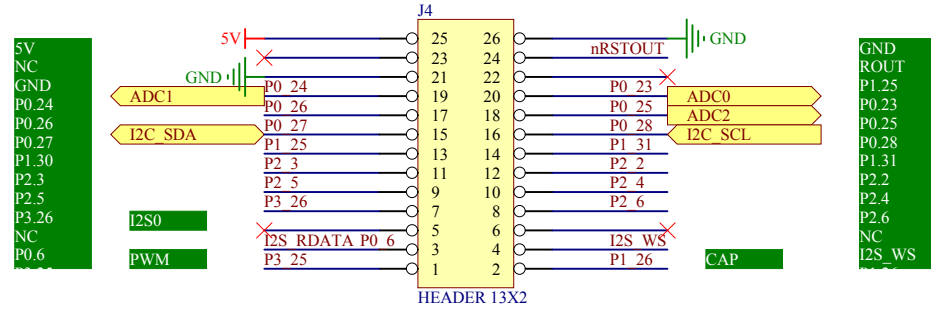 J4
5V 25 26 GND
23 24 nRSTOUT
GND 21 22
ADC1 P0_24 19 20 P0_23 ADC0
P0_26 17 18 P0_25 ADC2
I2C_SDA P0_27 15 16 P0_28 I2C_SCL
P1_25 13 14 P1_31
P2_3 11 12 P2_2
P2_5 9 10 P2_4
P3_26 7 8 P2_6
5 6
I2S_RDATA P0_6 3 4 I2S_WS
P3_25 1 2 P1_26
HEADER 13X2
5V
NC
GND
P0.24
P0.26
P0.27
P1.30
P2.3
P2.5
P3.26
NC
P0.6
I2S0
PWM
CAP
GND
ROUT
P1.25
P0.23
P0.25
P0.28
P1.31
P2.2
P2.4
P2.6
NC
I2S_WS